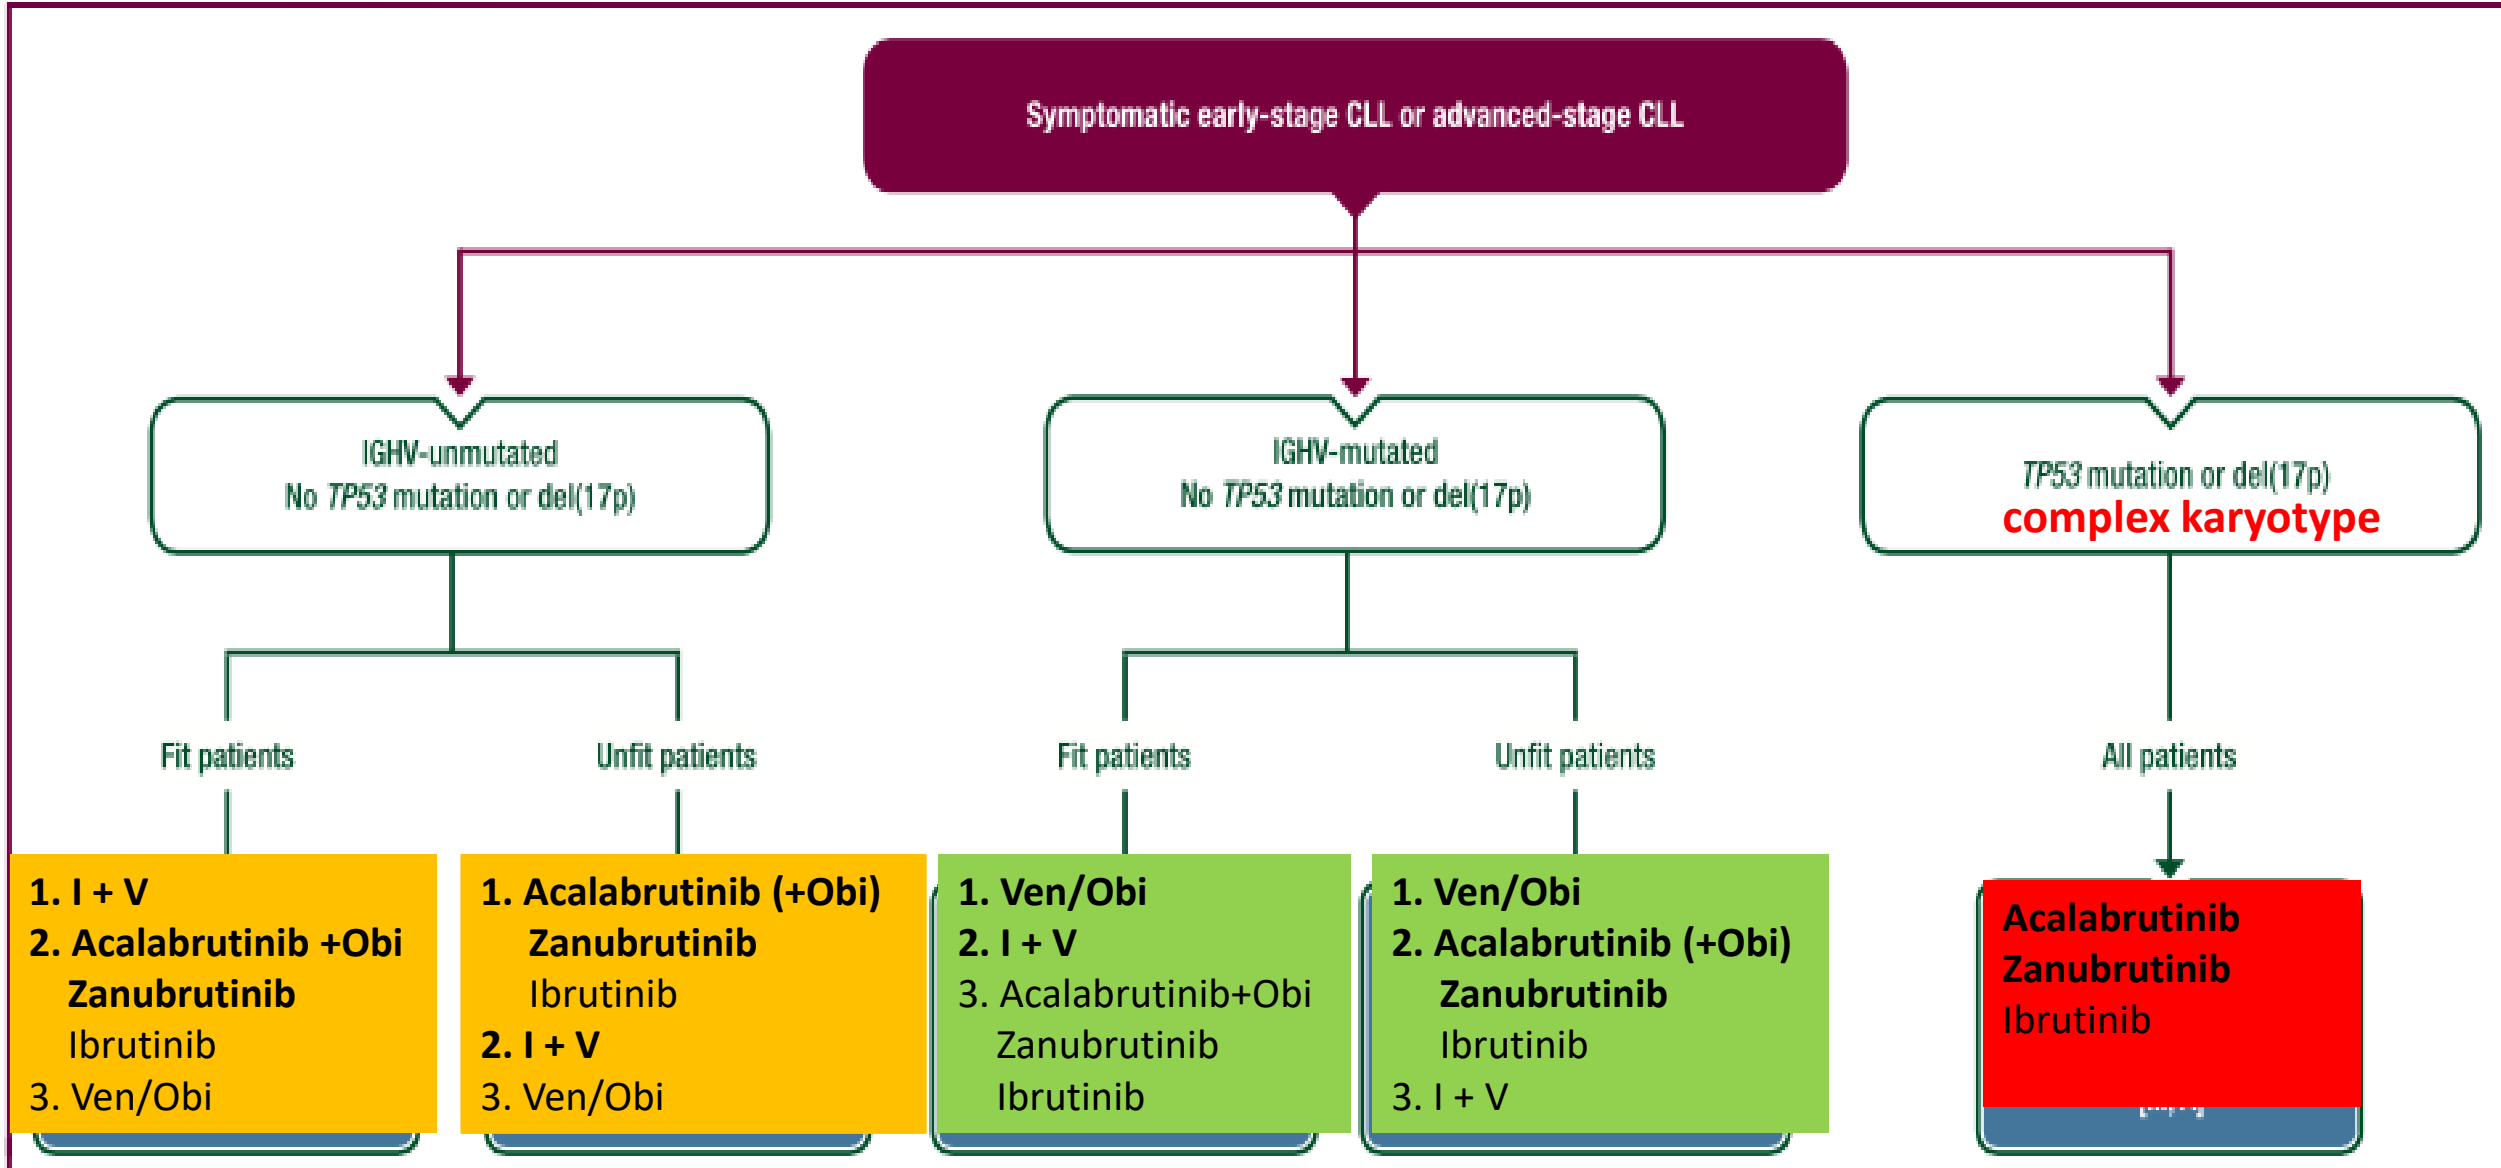 Symptomatic early-stage CLL or advanced-stage CLL
IGHV-unmutated
No TP53 mutation or del(17p)
IGHV-mutated
No TP53 mutation or del(17p)
TP53 mutation or del(17p)
complex karyotype
Fit patients
Unfit patients
Fit patients
Unfit patients
All patients
1. I + V
2. Acalabrutinib +Obi
Zanubrutinib
Ibrutinib
3. Ven/Obi
1. Acalabrutinib (+Obi)
Zanubrutinib
Ibrutinib
2. I + V
3. Ven/Obi
1. Ven/Obi
2. I + V
3. Acalabrutinib+Obi
Zanubrutinib
Ibrutinib
1. Ven/Obi
2. Acalabrutinib (+Obi)
Zanubrutinib
Ibrutinib
3. I + V
Acalabrutinib
Zanubrutinib
Ibrutinib